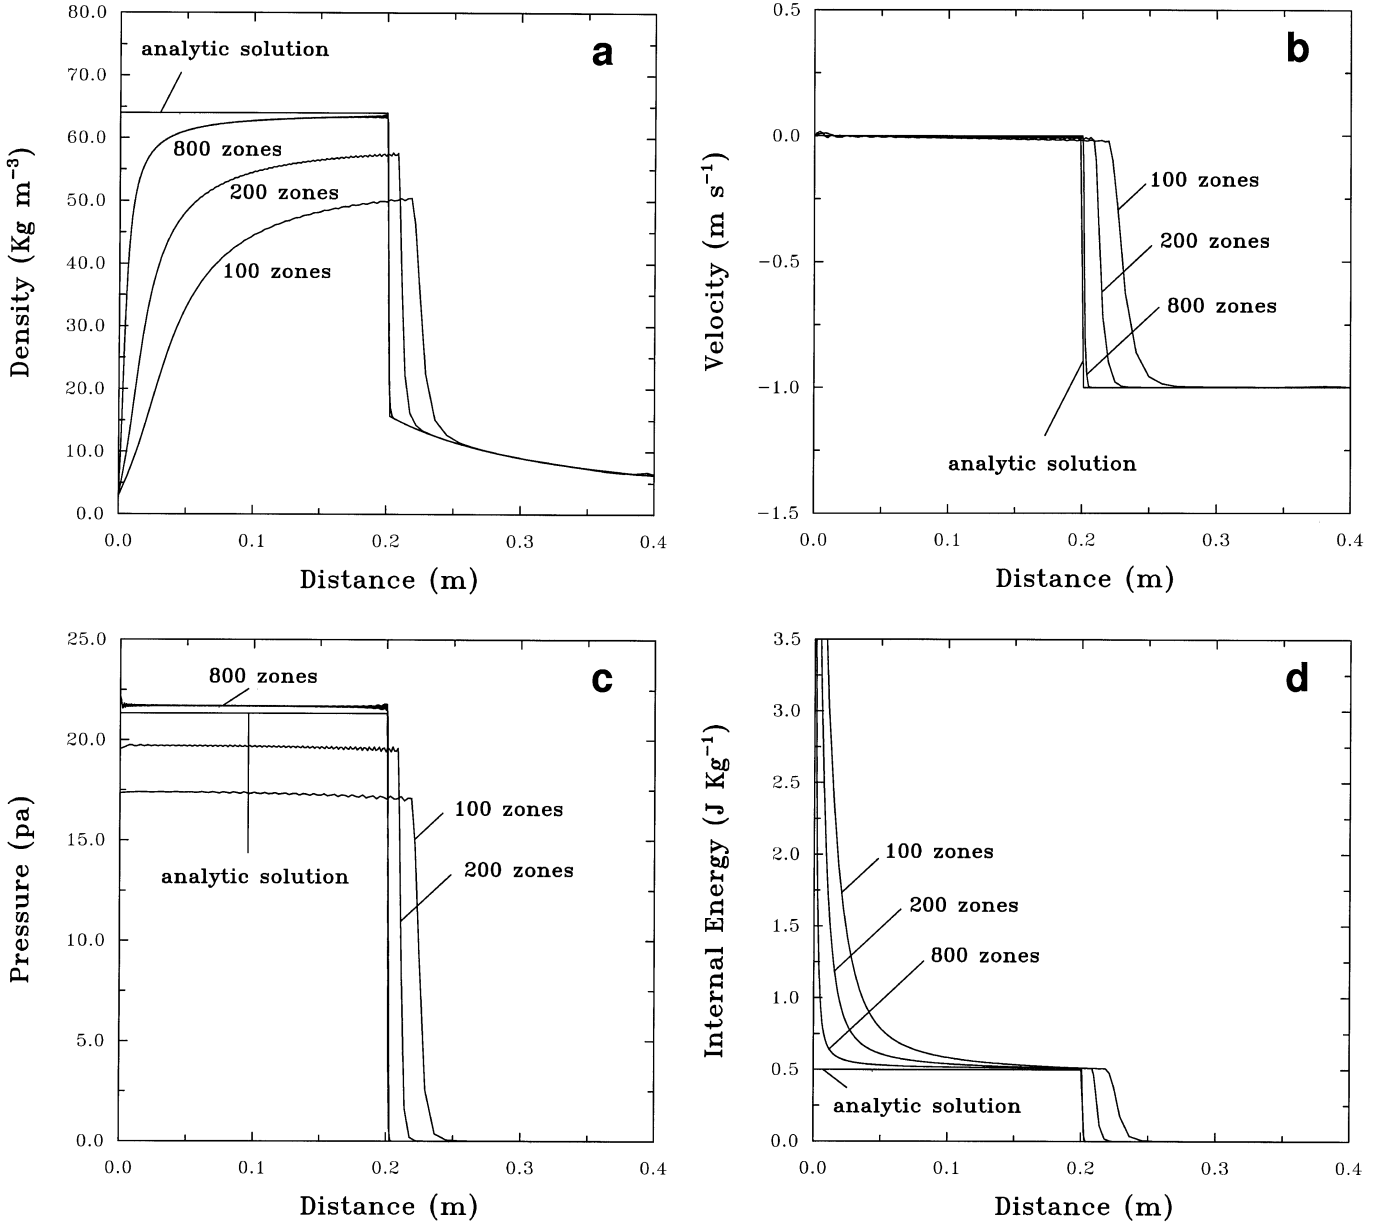 80.0
70.0
60.0
50.0
40.0
30.0
20.0
10.0
0.0
Density (Kg m−3)
analytic solution
a
800 zones
200 zones
100 zones
0.0 0.1 0.2 0.3 0.4
Distance (m)
0.5
0.0
−0.5
−1.0
−1.5
Velocity (m s−1)
b
100 zones
200 zones
800 zones
analytic solution
0.0 0.1 0.2 0.3 0.4
Distance (m)
25.0
20.0
15.0
10.0
5.0
0.0
Pressure (pa)
800 zones
c
100 zones
200 zones
analytic solution
0.0 0.1 0.2 0.3 0.4
Distance (m)
3.5
3.0
2.5
2.0
1.5
1.0
0.5
0.0
Internal Energy (J Kg−1)
d
100 zones
200 zones
800 zones
analytic solution
0.0 0.1 0.2 0.3 0.4
Distance (m)